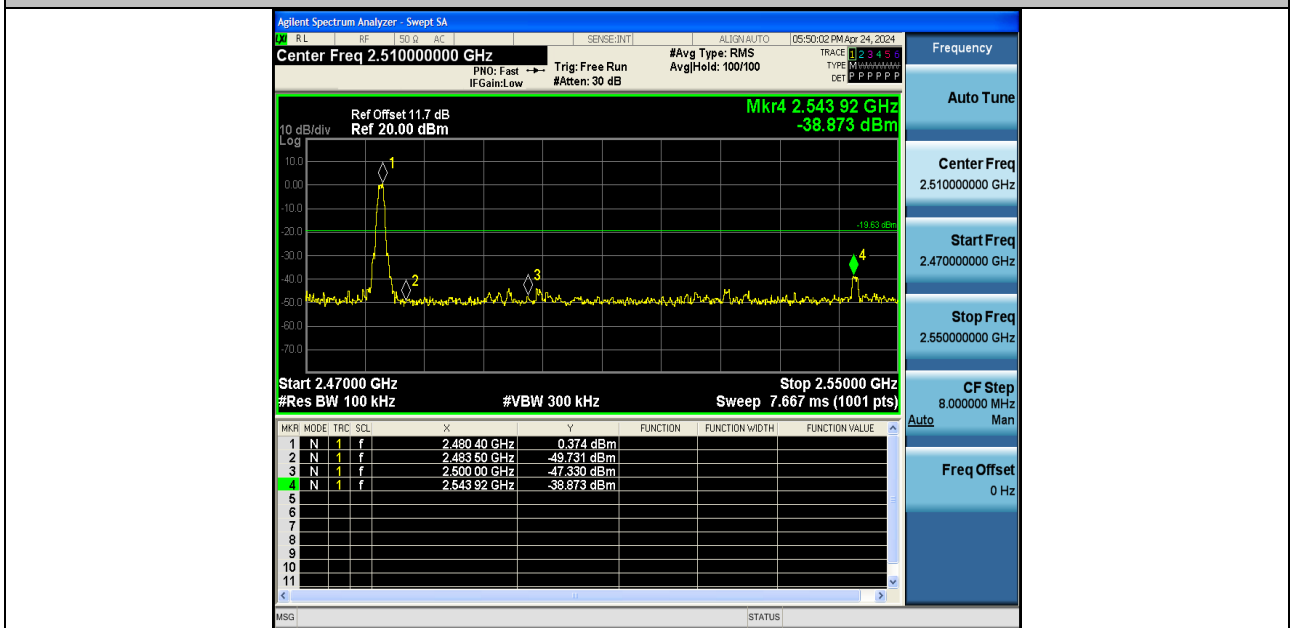 Agilent Spectrum Analyzer - Swept SA
RL RF 50 Ω AC SENSE:INT ALIGN AUTO 05:50:02 PM Apr 24, 2024
Center Freq 2.510000000 GHz
PNO: Fast
IFGain:Low
Trig: Free Run
#Atten: 30 dB
#Avg Type: RMS
Avg|Hold: 100/100
TRACE 1 2 3 4 5 6
TYPE M
DET P P P P P P
Frequency
Mkr4 2.543 92 GHz
-38.873 dBm
Ref Offset 11.7 dB
10 dB/div Ref 20.00 dBm
Log
10.0
0.00
-10.0
-20.0
-30.0
-40.0
-50.0
-60.0
-70.0
1
2
3
4
-19.63 dBm
Start 2.47000 GHz Stop 2.55000 GHz
#Res BW 100 kHz #VBW 300 kHz Sweep 7.667 ms (1001 pts)
MKR MODE TRC SCL X Y FUNCTION FUNCTION WIDTH FUNCTION VALUE
1 N 1 f 2.480 40 GHz 0.374 dBm
2 N 1 f 2.483 50 GHz -49.731 dBm
3 N 1 f 2.500 00 GHz -47.330 dBm
4 N 1 f 2.543 92 GHz -38.873 dBm
5
6
7
8
9
10
11
Auto Tune
Center Freq
2.510000000 GHz
Start Freq
2.470000000 GHz
Stop Freq
2.550000000 GHz
CF Step
8.000000 MHz
Auto Man
Freq Offset
0 Hz
MSG STATUS